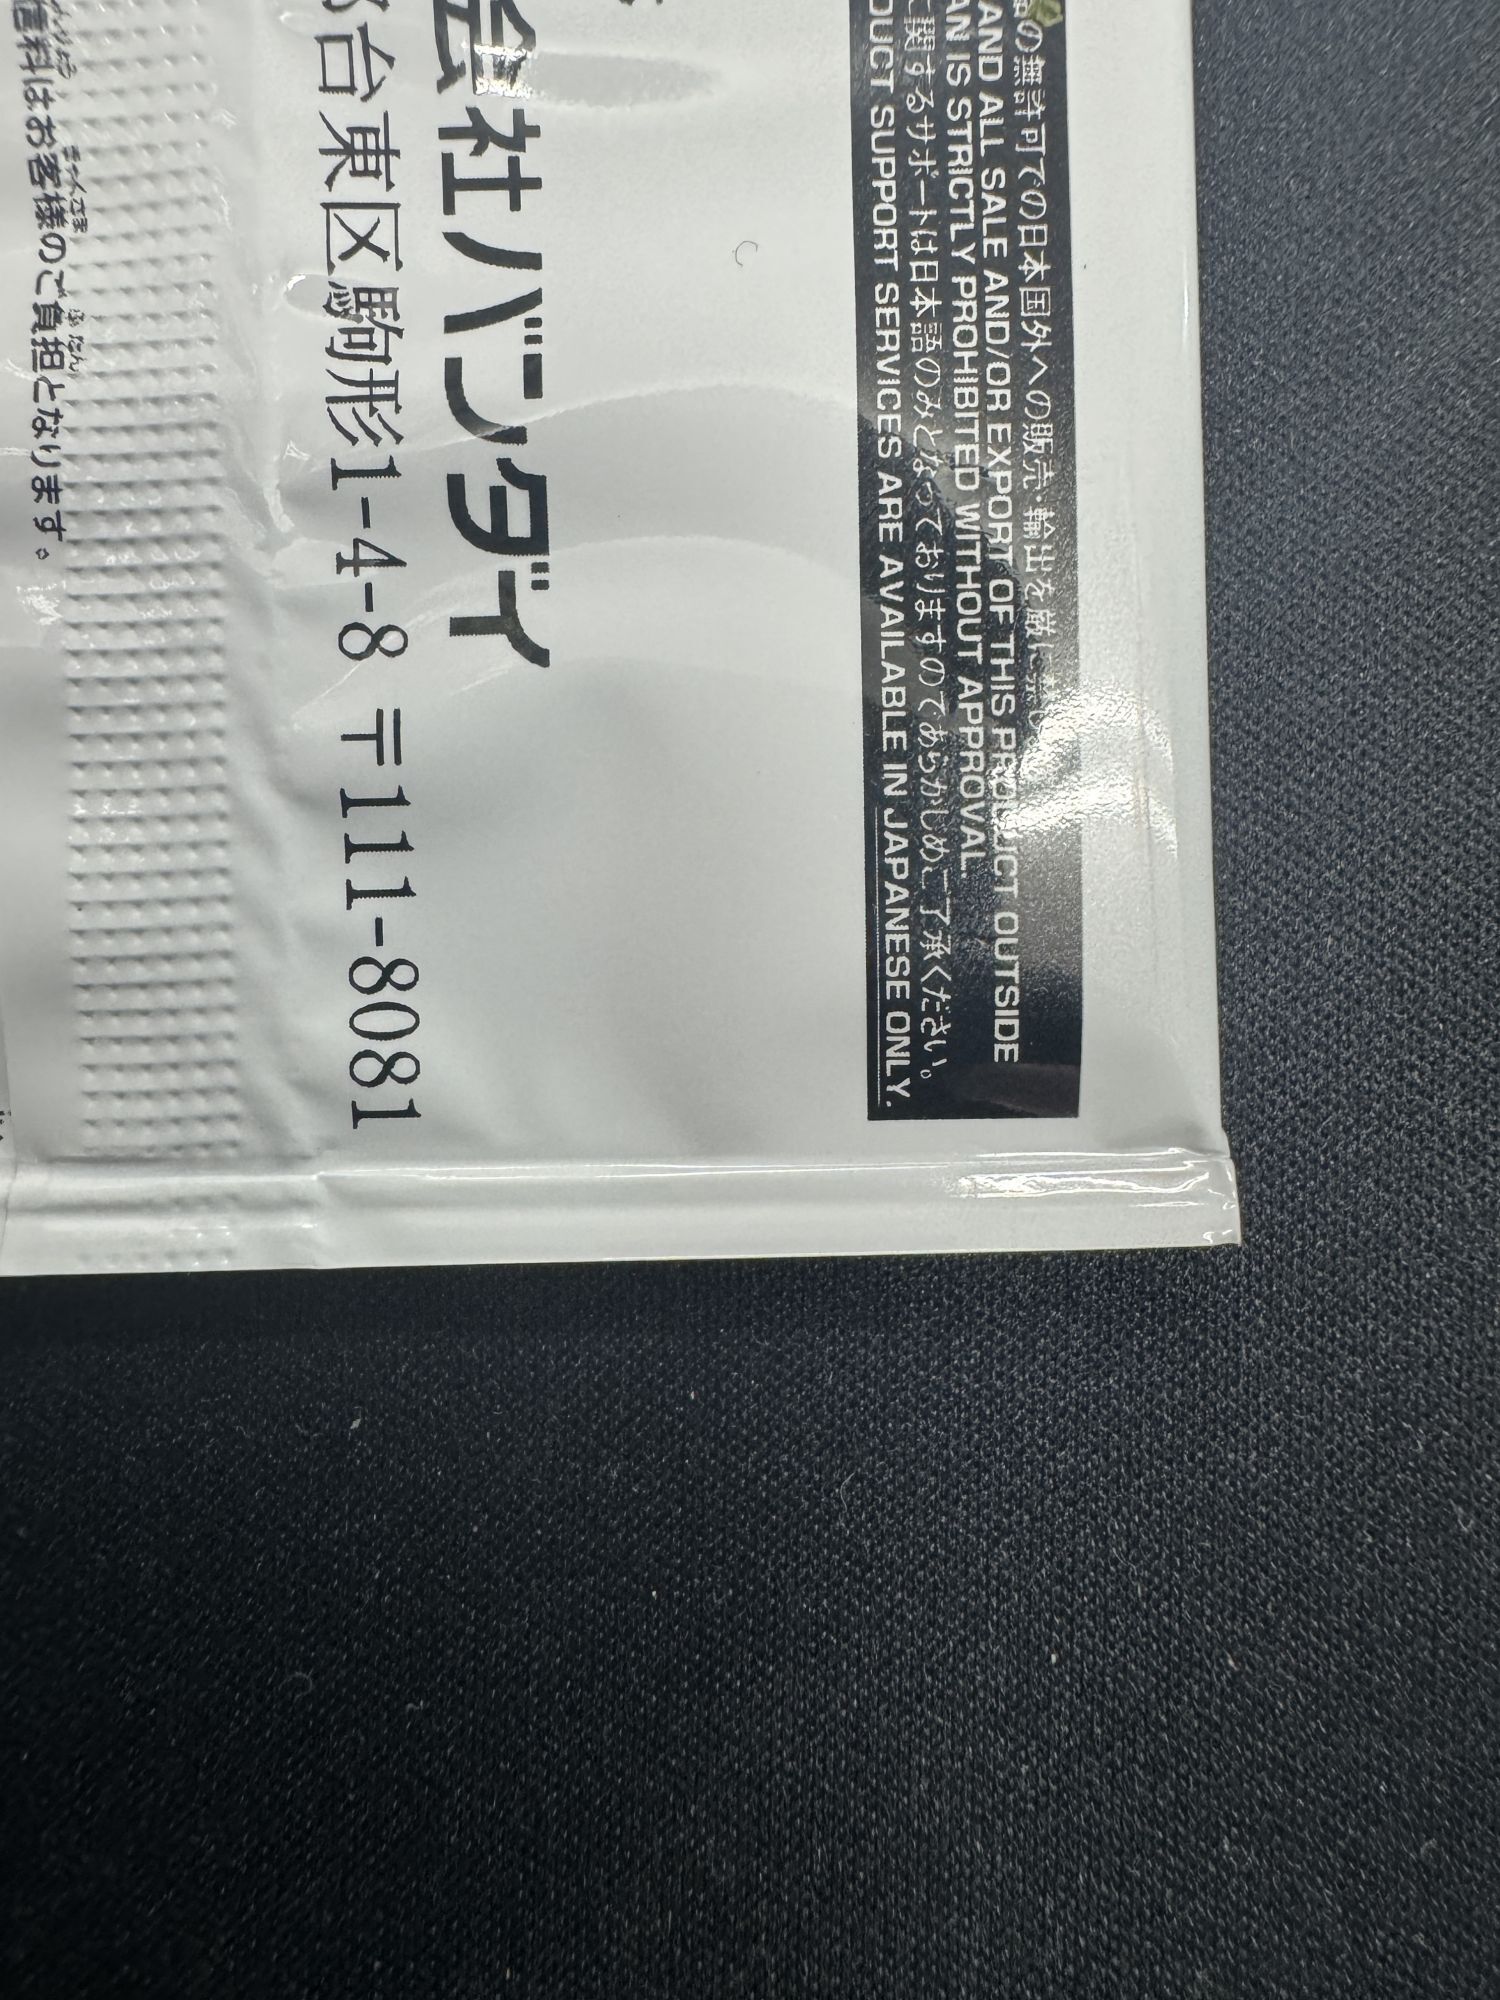 の無許可での日本国外への販売・輸出を厳に禁じ
AND ALL SALE AND/OR EXPORT OF THIS PRODUCT OUTSIDE
AN IS STRICTLY PROHIBITED WITHOUT APPROVAL.
に関するサポートは日本語のみとなっておりますのであらかじめご了承ください。
DUCT SUPPORT SERVICES ARE AVAILABLE IN JAPANESE ONLY.
会社バンダイ
台東区駒形1-4-8 〒111-8081
信料はお客様のご負担となります。